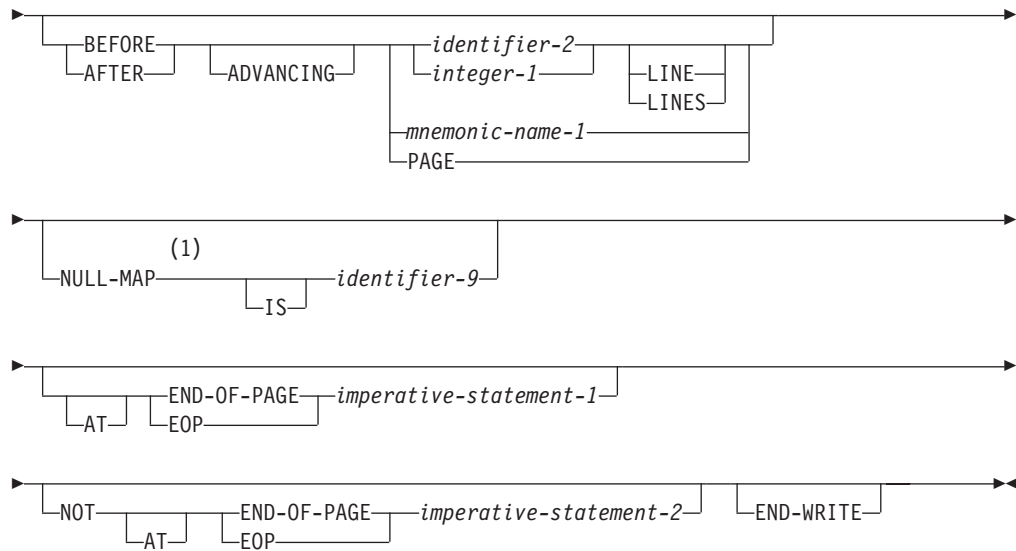 BEFORE identifier-2
AFTER ADVANCING integer-1 LINE
LINES
mnemonic-name-1
PAGE
(1)
NULL-MAP identifier-9
IS
END-OF-PAGE imperative-statement-1
AT EOP
NOT END-OF-PAGE imperative-statement-2 END-WRITE
AT EOP